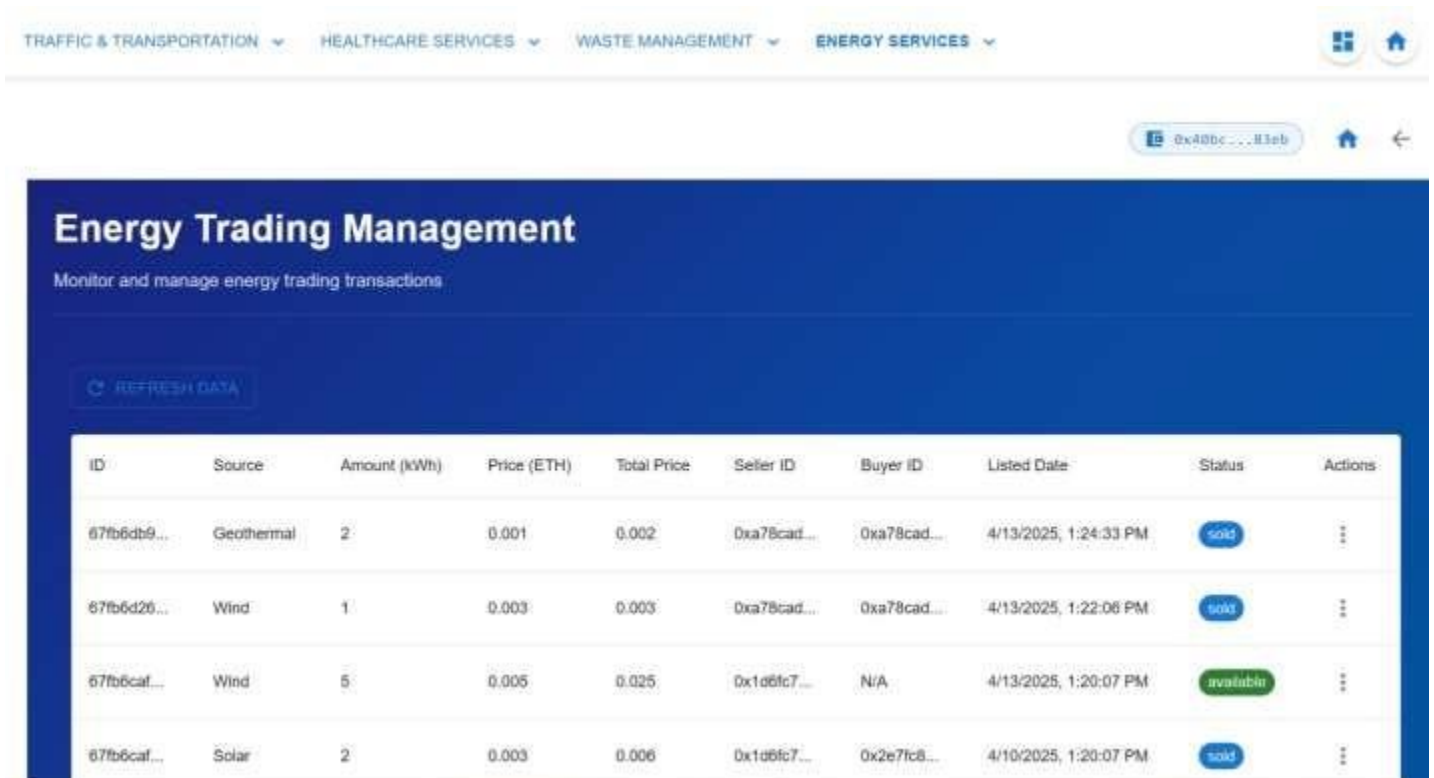 TRAFFIC & TRANSPORTATION HEALTHCARE SERVICES WASTE MANAGEMENT ENERGY SERVICES
0x40bc...83eb
Energy Trading Management
Monitor and manage energy trading transactions
REFRESH DATA
ID Source Amount (kWh) Price (ETH) Total Price Seller ID Buyer ID Listed Date Status Actions
67fb6db9... Geothermal 2 0.001 0.002 0xa78cad... 0xa78cad... 4/13/2025, 1:24:33 PM sold
67fb6d26... Wind 1 0.003 0.003 0xa78cad... 0xa78cad... 4/13/2025, 1:22:06 PM sold
67fb6caf... Wind 5 0.005 0.025 0x1d6fc7... N/A 4/13/2025, 1:20:07 PM available
67fb6caf... Solar 2 0.003 0.006 0x1d6fc7... 0x2e7fc8... 4/10/2025, 1:20:07 PM sold